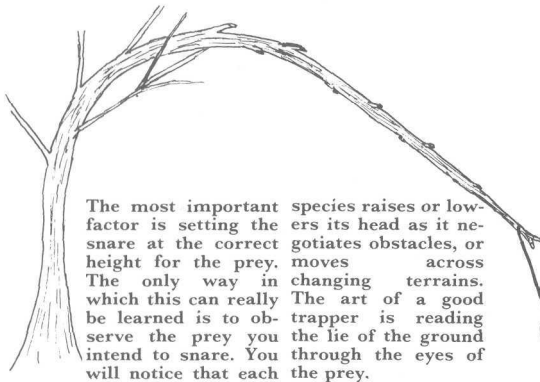 The most important
factor is setting the
snare at the correct
height for the prey.
The only way in
which this can really
be learned is to ob-
serve the prey you
intend to snare. You
will notice that each
species raises or low-
ers its head as it ne-
gotiates obstacles, or
moves across
changing terrains.
The art of a good
trapper is reading
the lie of the ground
through the eyes of
the prey.